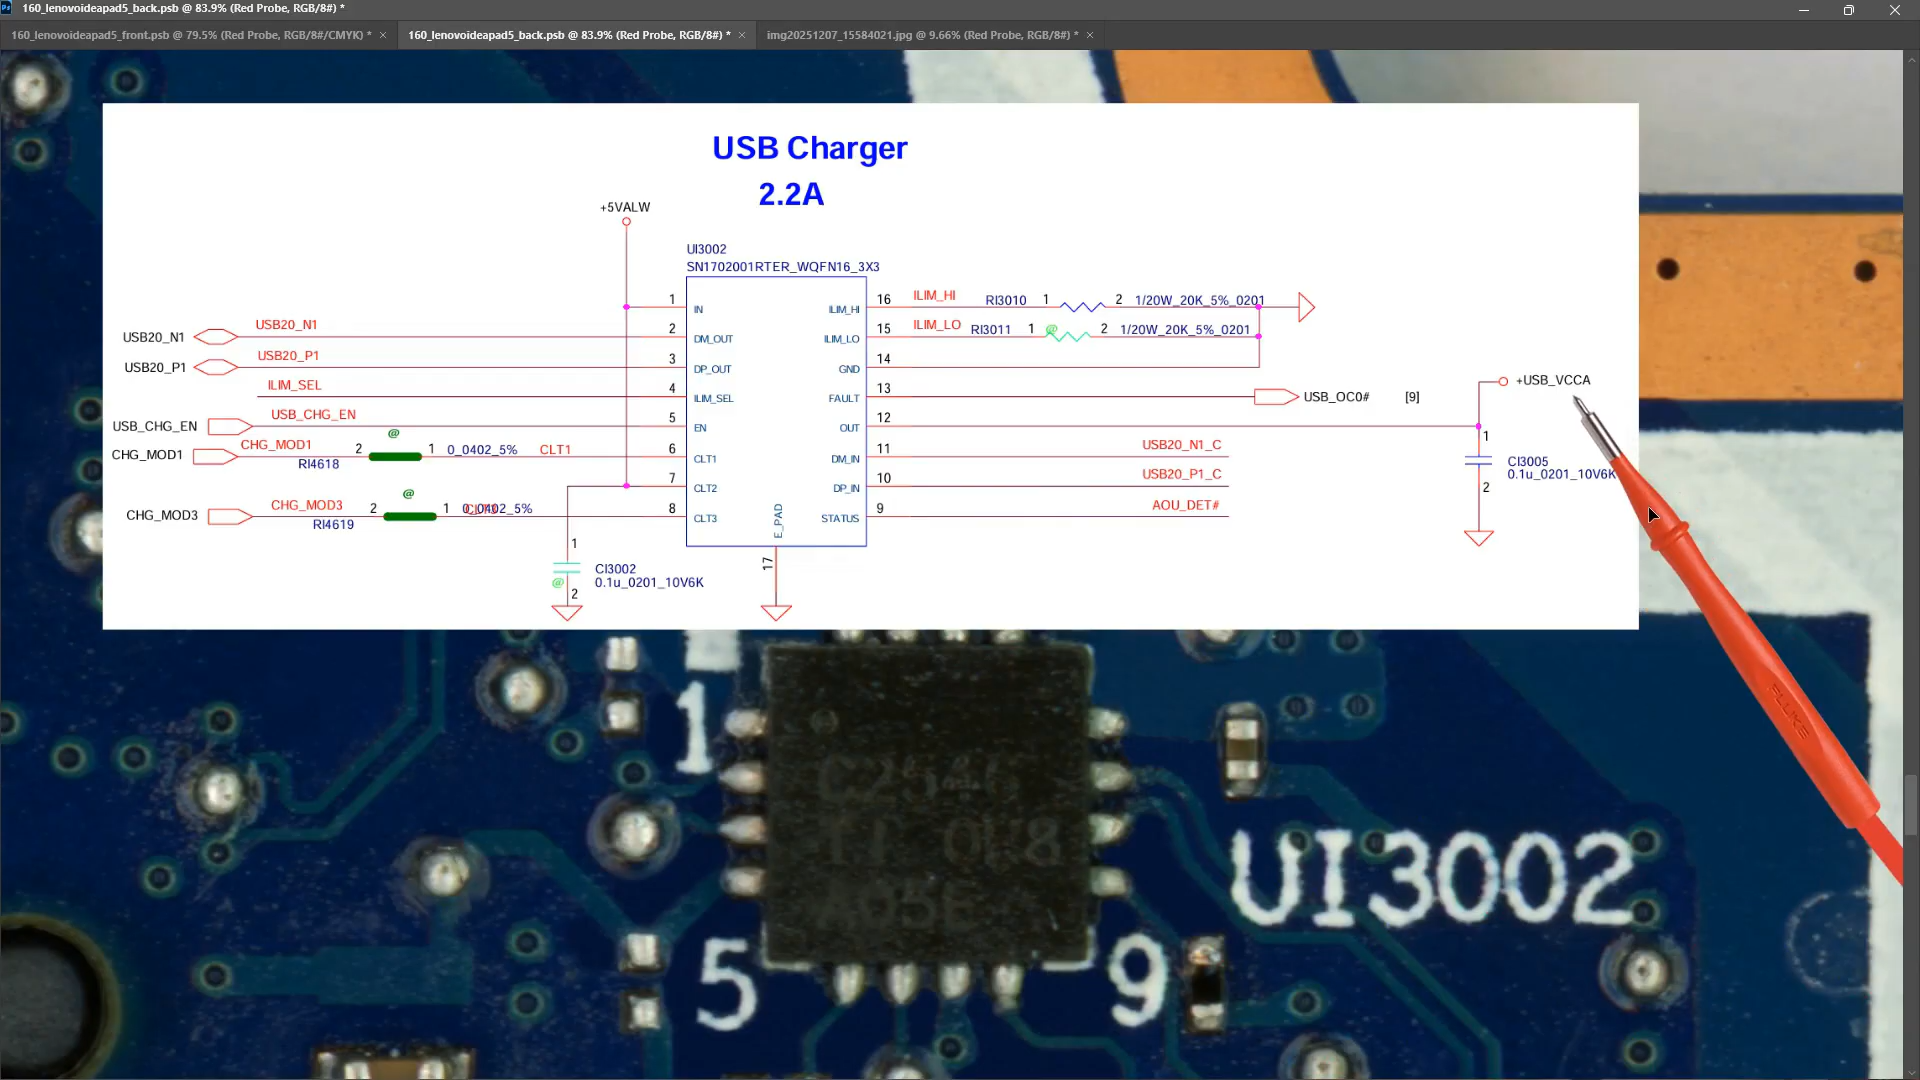 160_lenovoideapad5_back.psb @ 83.9% (Red Probe, RGB/8#) *
160_lenovoideapad5_front.psb @ 79.5% (Red Probe, RGB/8#/CMYK) * ×
160_lenovoideapad5_back.psb @ 83.9% (Red Probe, RGB/8#) * ×
img20251207_15584021.jpg @ 9.66% (Red Probe, RGB/8#) * ×
USB Charger
2.2A
+5VALW
UI3002
SN1702001RTER_WQFN16_3X3
1 IN ILIM_HI 16 ILIM_HI RI3010 1 2 1/20W_20K_5%_0201
USB20_N1 USB20_N1 2 DM_OUT ILIM_LO 15 ILIM_LO RI3011 1 @ 2 1/20W_20K_5%_0201
USB20_P1 USB20_P1 3 DP_OUT GND 14
ILIM_SEL 4 ILIM_SEL FAULT 13 USB_OC0# [9]
+USB_VCCA
USB_CHG_EN USB_CHG_EN 5 EN OUT 12
CHG_MOD1 CHG_MOD1 2 @ 1 0_0402_5% CLT1 6 CLT1 DM_IN 11 USB20_N1_C
RI4618
7 CLT2 DP_IN 10 USB20_P1_C
1 CI3005
0.1u_0201_10V6K
2
CHG_MOD3 CHG_MOD3 2 @ 1 0_0402_5% 8 CLT3 E_PAD STATUS 9 AOU_DET#
RI4619
1 CI3002 17
@ 0.1u_0201_10V6K
2
FLUKE
1
C2546
TI 0U8
A05E
UI3002
5
9